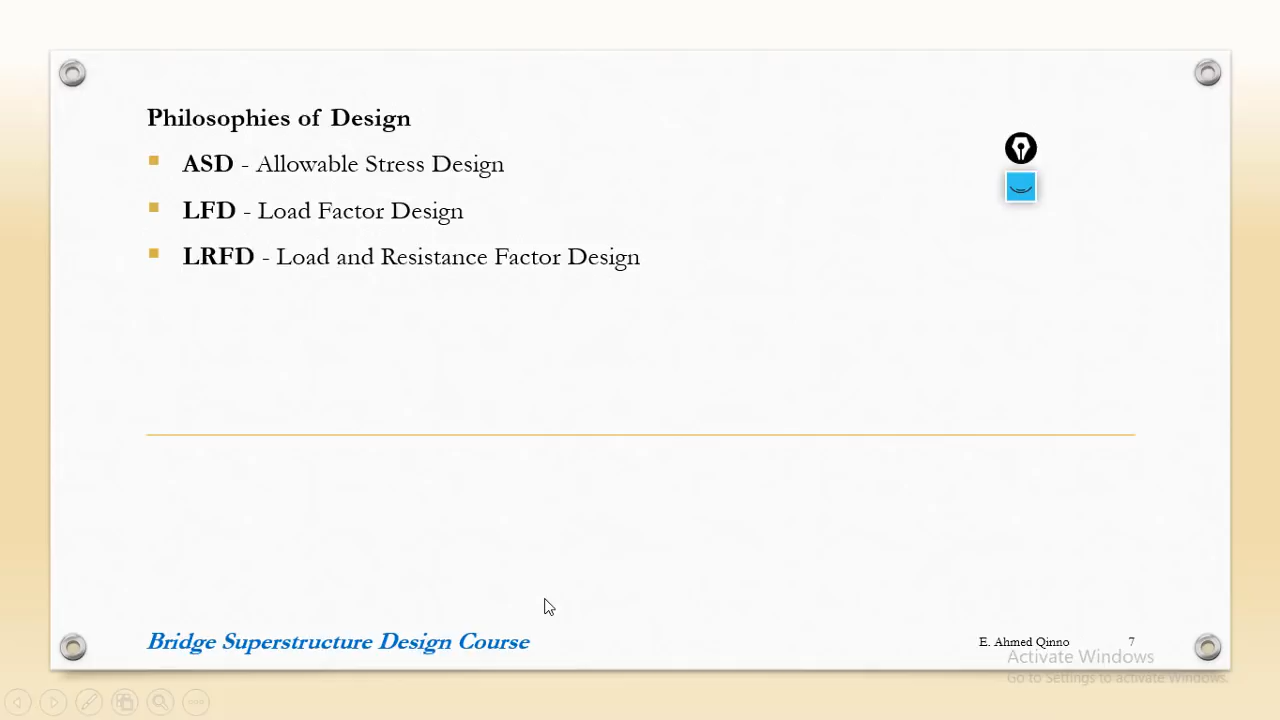 Philosophies of Design
ASD - Allowable Stress Design
LFD - Load Factor Design
LRFD - Load and Resistance Factor Design
Bridge Superstructure Design Course
E. Ahmed Qinno 7
Activate Windows
Go to Settings to activate Windows.